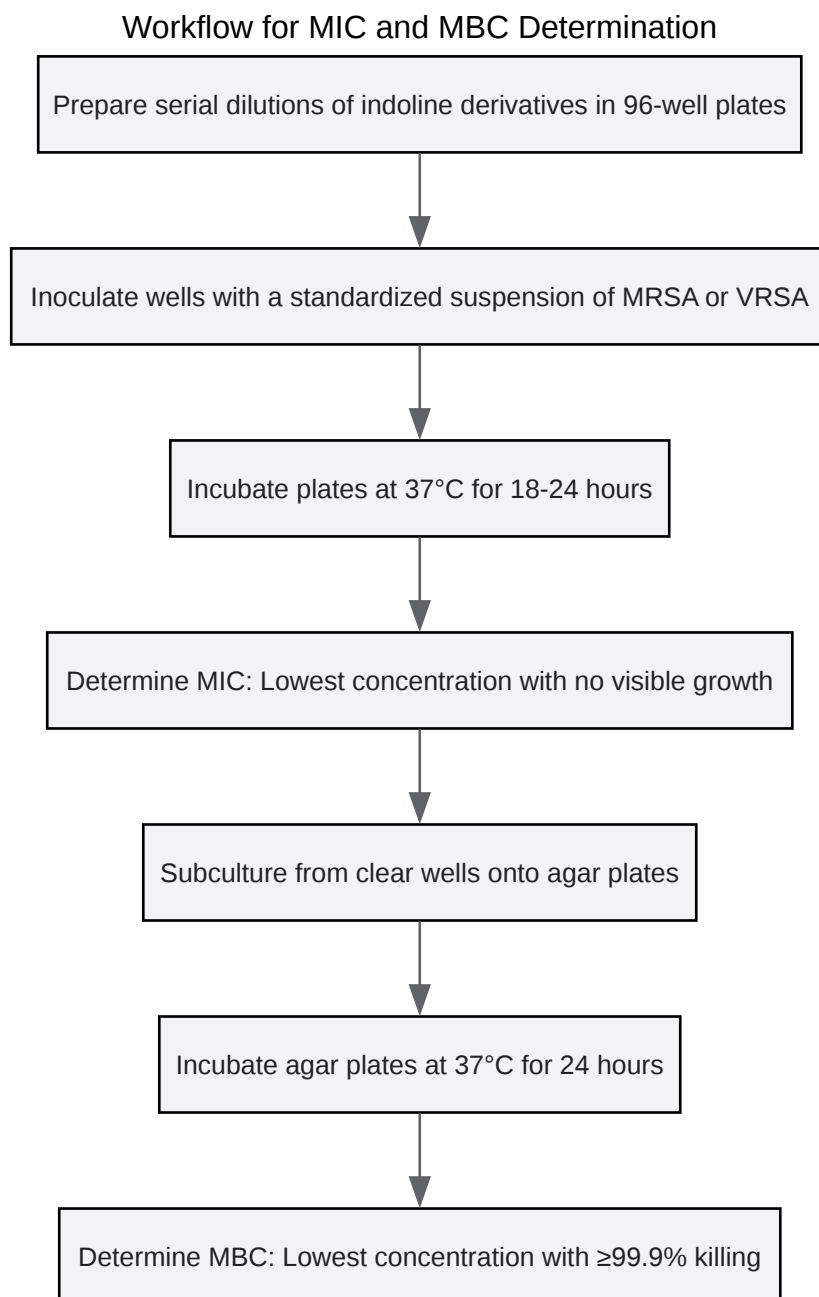 Workflow for MIC and MBC Determination
Prepare serial dilutions of indoline derivatives in 96-well plates
Inoculate wells with a standardized suspension of MRSA or VRSA
Incubate plates at 37°C for 18-24 hours
Determine MIC: Lowest concentration with no visible growth
Subculture from clear wells onto agar plates
Incubate agar plates at 37°C for 24 hours
Determine MBC: Lowest concentration with ≥99.9% killing